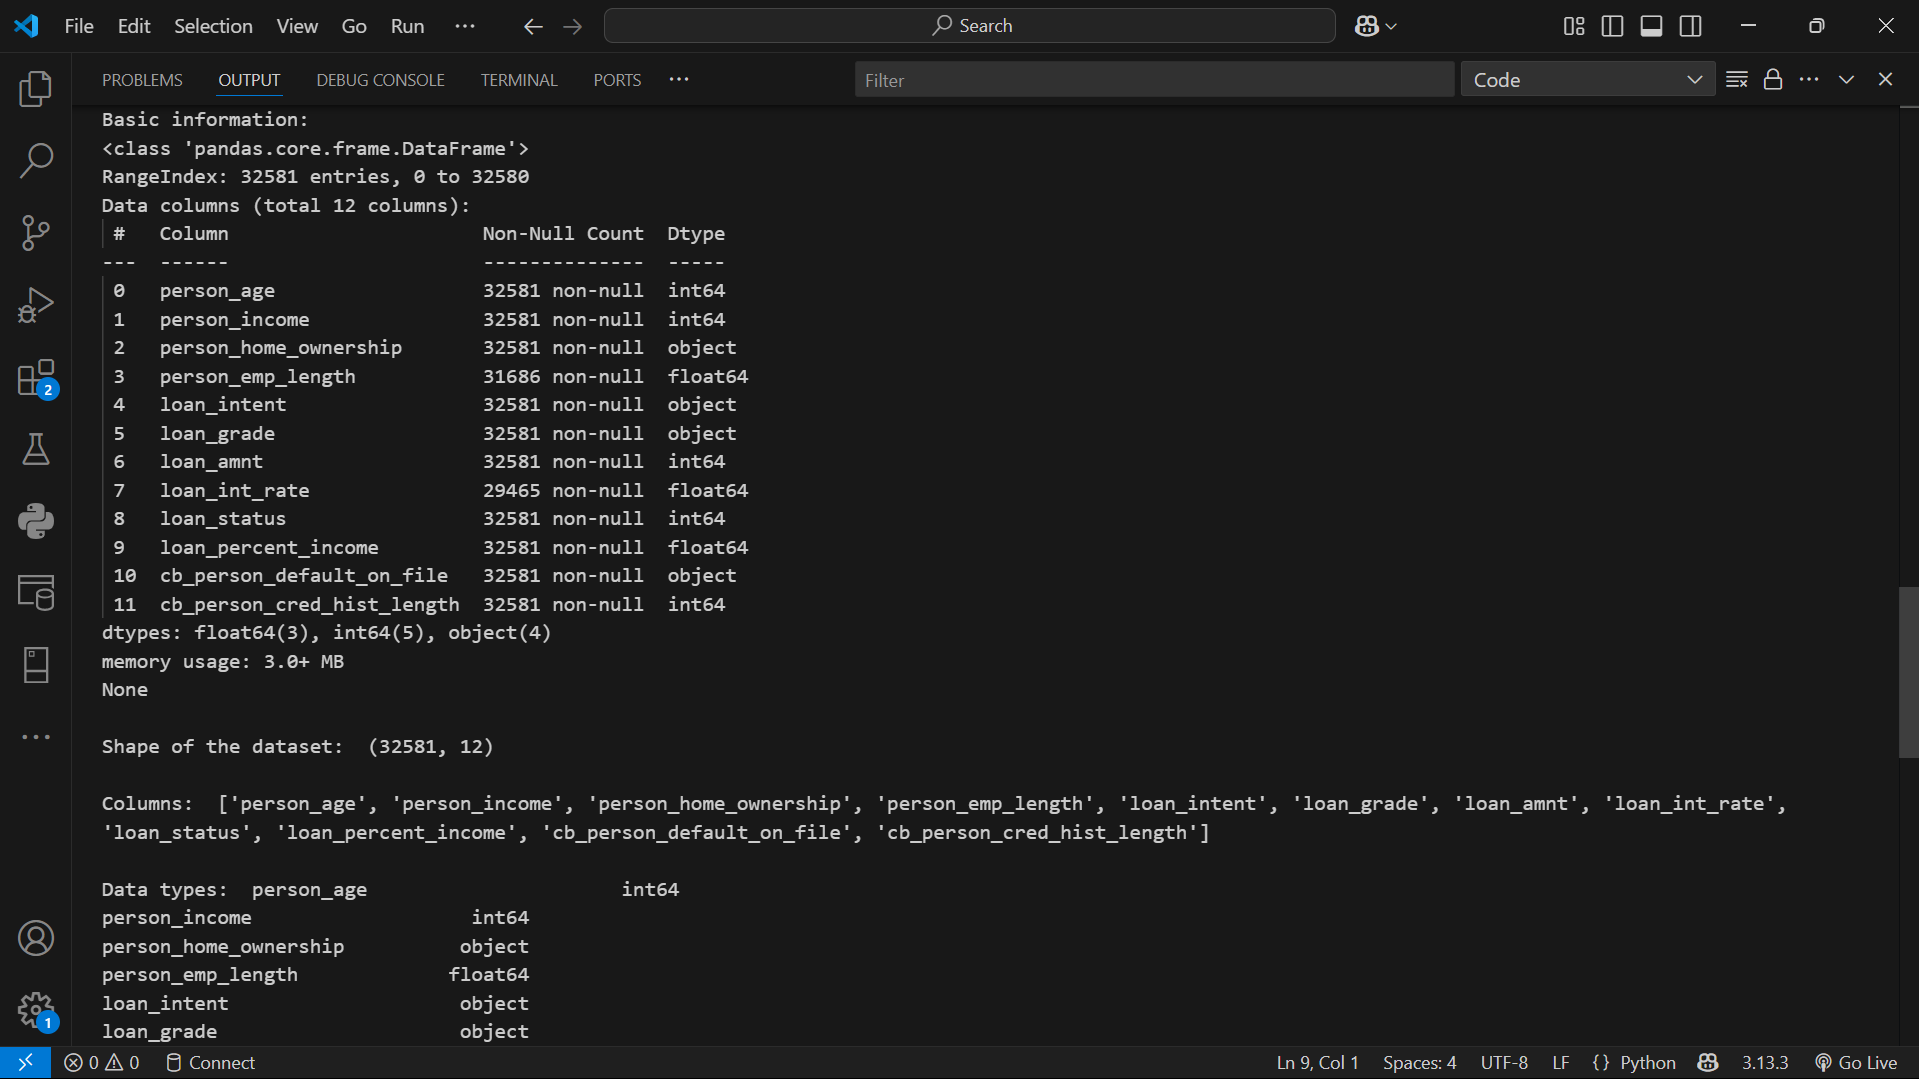 File Edit Selection View Go Run ··· Search
PROBLEMS OUTPUT DEBUG CONSOLE TERMINAL PORTS ··· Filter Code
Basic information:
<class 'pandas.core.frame.DataFrame'>
RangeIndex: 32581 entries, 0 to 32580
Data columns (total 12 columns):
 #   Column                      Non-Null Count  Dtype
---  ------                      --------------  -----
 0   person_age                  32581 non-null  int64
 1   person_income               32581 non-null  int64
 2   person_home_ownership       32581 non-null  object
 3   person_emp_length           31686 non-null  float64
 4   loan_intent                 32581 non-null  object
 5   loan_grade                  32581 non-null  object
 6   loan_amnt                   32581 non-null  int64
 7   loan_int_rate               29465 non-null  float64
 8   loan_status                 32581 non-null  int64
 9   loan_percent_income         32581 non-null  float64
 10  cb_person_default_on_file   32581 non-null  object
 11  cb_person_cred_hist_length  32581 non-null  int64
dtypes: float64(3), int64(5), object(4)
memory usage: 3.0+ MB
None
Shape of the dataset:  (32581, 12)
Columns:  ['person_age', 'person_income', 'person_home_ownership', 'person_emp_length', 'loan_intent', 'loan_grade', 'loan_amnt', 'loan_int_rate',
'loan_status', 'loan_percent_income', 'cb_person_default_on_file', 'cb_person_cred_hist_length']
Data types:  person_age                      int64
person_income                   int64
person_home_ownership          object
person_emp_length             float64
loan_intent                    object
loan_grade                     object
2
1
0 0 Connect Ln 9, Col 1 Spaces: 4 UTF-8 LF {} Python 3.13.3 Go Live